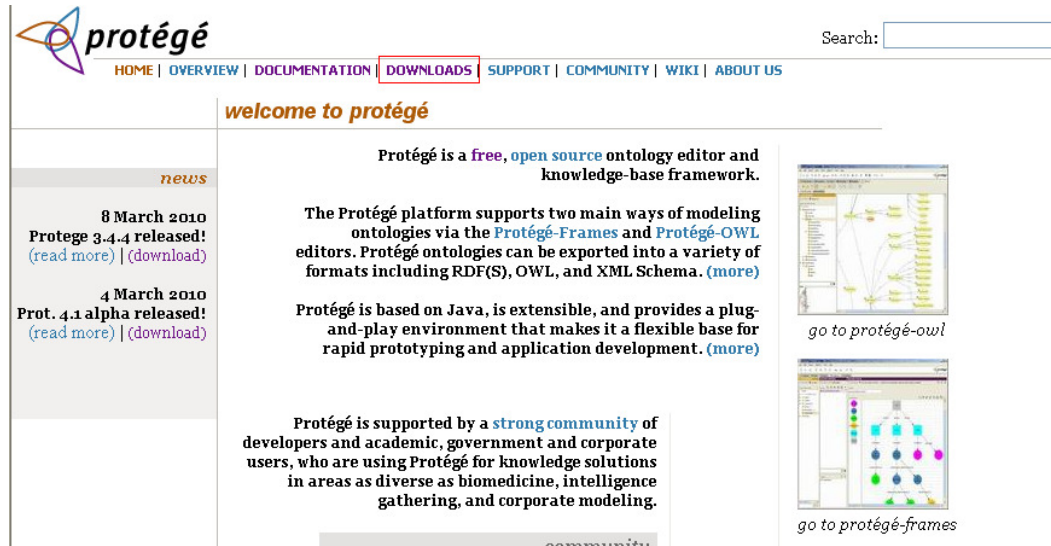 protégé
Search:
HOME | OVERVIEW | DOCUMENTATION | DOWNLOADS | SUPPORT | COMMUNITY | WIKI | ABOUT US
welcome to protégé
news
8 March 2010
Protege 3.4.4 released!
(read more) | (download)
4 March 2010
Prot. 4.1 alpha released!
(read more) | (download)
Protégé is a free, open source ontology editor and
knowledge-base framework.
The Protégé platform supports two main ways of modeling
ontologies via the Protégé-Frames and Protégé-OWL
editors. Protégé ontologies can be exported into a variety of
formats including RDF(S), OWL, and XML Schema. (more)
Protégé is based on Java, is extensible, and provides a plug-
and-play environment that makes it a flexible base for
rapid prototyping and application development. (more)
Protégé is supported by a strong community of
developers and academic, government and corporate
users, who are using Protégé for knowledge solutions
in areas as diverse as biomedicine, intelligence
gathering, and corporate modeling.
community
go to protégé-owl
go to protégé-frames